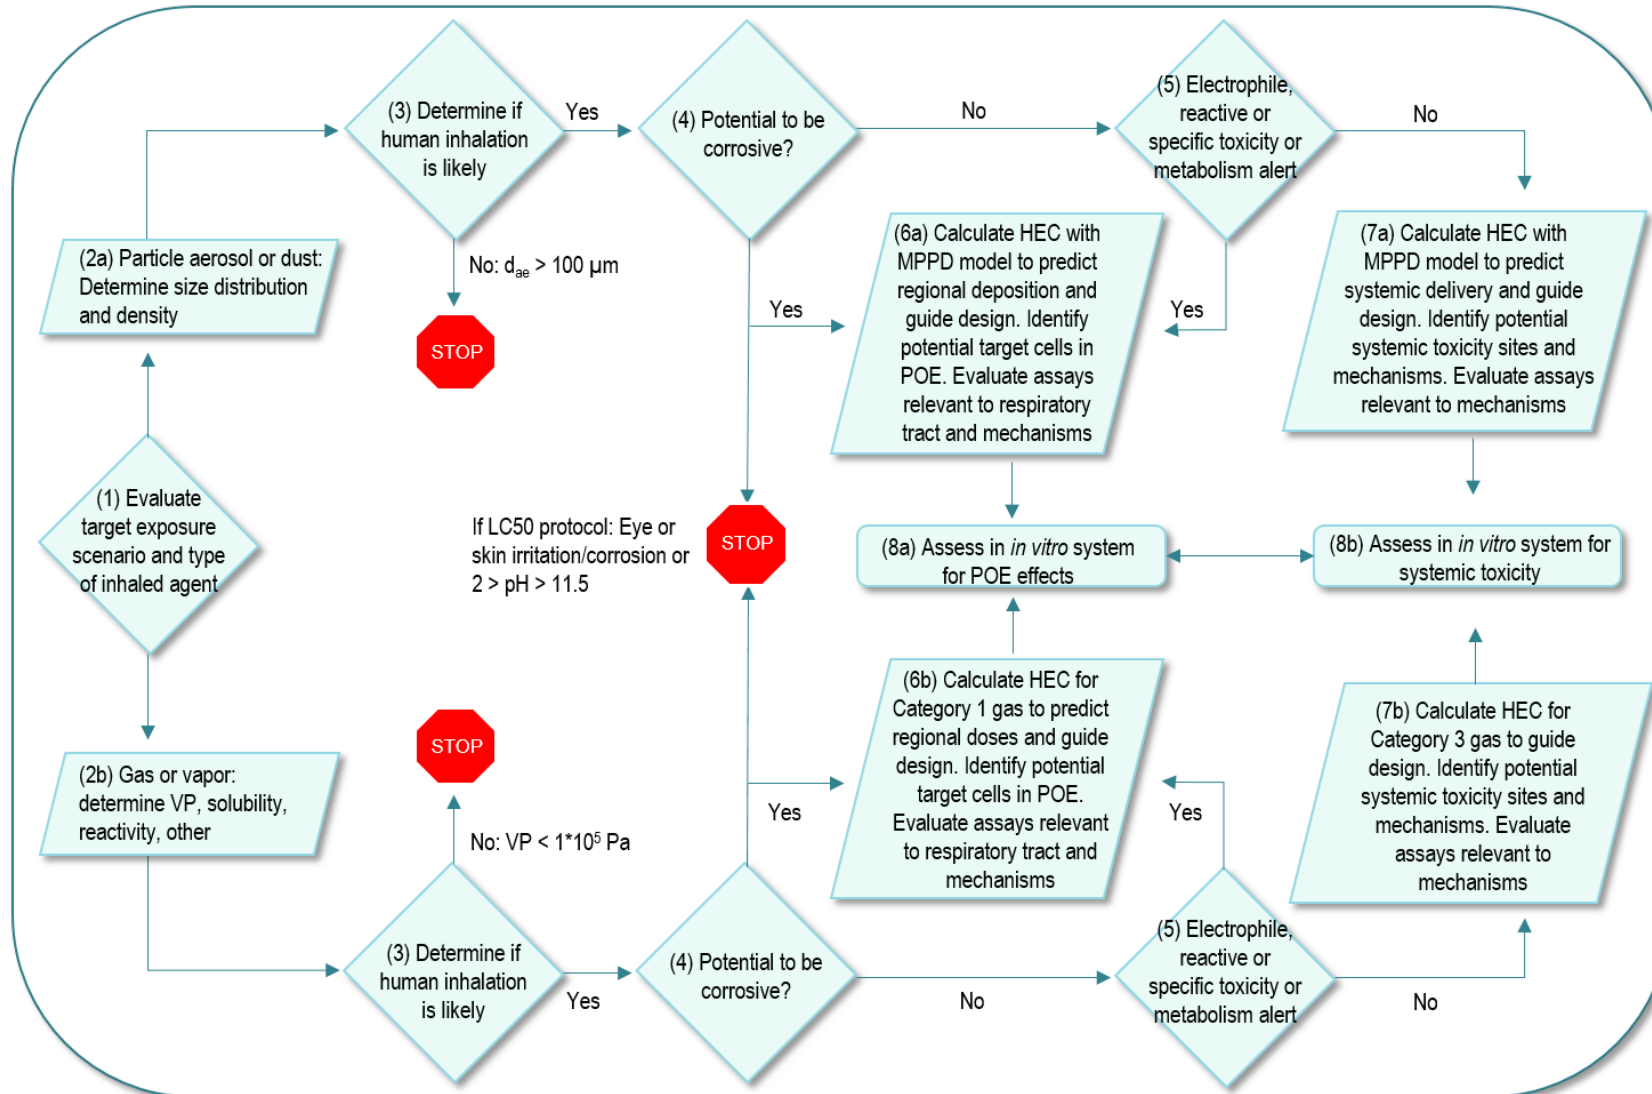 (3) Determine if
human inhalation
is likely
Yes
(4) Potential to be
corrosive?
No
(5) Electrophile,
reactive or
specific toxicity or
metabolism alert
No
(2a) Particle aerosol or dust:
Determine size distribution
and density
No: dae > 100 µm
STOP
Yes
(6a) Calculate HEC with
MPPD model to predict
regional deposition and
guide design. Identify
potential target cells in
POE. Evaluate assays
relevant to respiratory
tract and mechanisms
Yes
(7a) Calculate HEC with
MPPD model to predict
systemic delivery and guide
design. Identify potential
systemic toxicity sites and
mechanisms. Evaluate assays
relevant to mechanisms
(1) Evaluate
target exposure
scenario and type
of inhaled agent
If LC50 protocol: Eye or
skin irritation/corrosion or
2 > pH > 11.5
STOP
(8a) Assess in in vitro system
for POE effects
(8b) Assess in in vitro system for
systemic toxicity
(2b) Gas or vapor:
determine VP, solubility,
reactivity, other
STOP
No: VP < 1*10⁵ Pa
Yes
(6b) Calculate HEC for
Category 1 gas to predict
regional doses and guide
design. Identify potential
target cells in POE.
Evaluate assays relevant
to respiratory tract and
mechanisms
Yes
(7b) Calculate HEC for
Category 3 gas to guide
design. Identify potential
systemic toxicity sites and
mechanisms. Evaluate
assays relevant to
mechanisms
(3) Determine if
human inhalation
is likely
Yes
(4) Potential to be
corrosive?
No
(5) Electrophile,
reactive or
specific toxicity or
metabolism alert
No